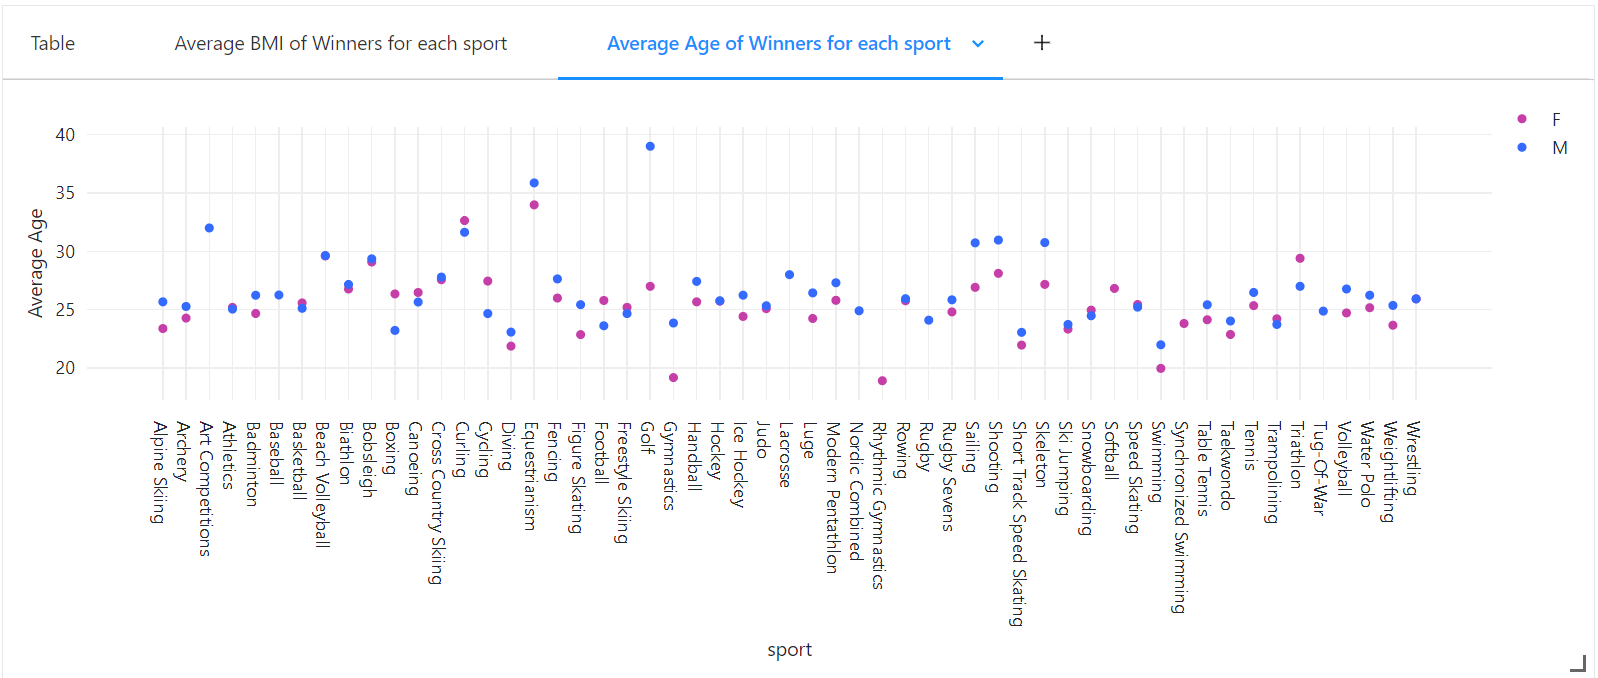 Table
Average BMI of Winners for each sport
Average Age of Winners for each sport
+
F
M
Average Age
40
35
30
25
20
Alpine Skiing
Archery
Art Competitions
Athletics
Badminton
Baseball
Basketball
Beach Volleyball
Biathlon
Bobsleigh
Boxing
Canoeing
Cross Country Skiing
Curling
Cycling
Diving
Equestrianism
Fencing
Figure Skating
Football
Freestyle Skiing
Golf
Gymnastics
Handball
Hockey
Ice Hockey
Judo
Lacrosse
Luge
Modern Pentathlon
Nordic Combined
Rhythmic Gymnastics
Rowing
Rugby
Rugby Sevens
Sailing
Shooting
Short Track Speed Skating
Skeleton
Ski Jumping
Snowboarding
Softball
Speed Skating
Swimming
Synchronized Swimming
Table Tennis
Taekwondo
Tennis
Trampolining
Triathlon
Tug-Of-War
Volleyball
Water Polo
Weightlifting
Wrestling
sport